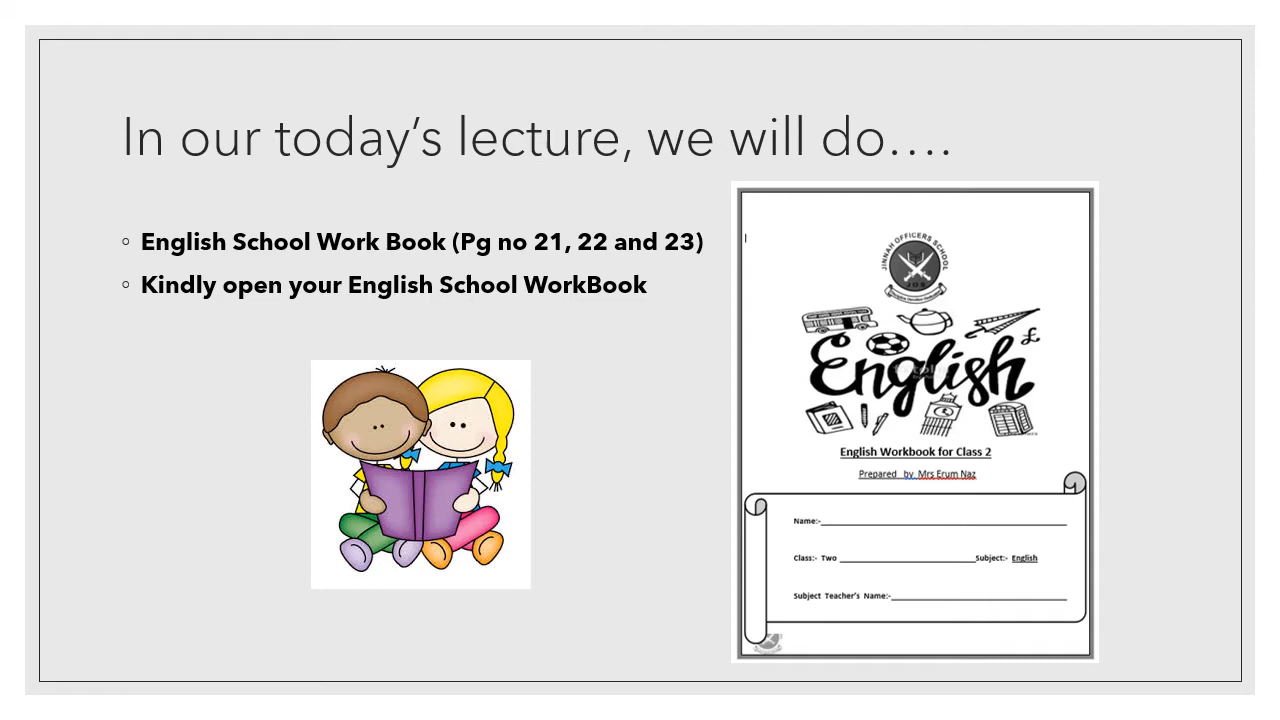 In our today’s lecture, we will do….
◦ English School Work Book (Pg no 21, 22 and 23)
◦ Kindly open your English School WorkBook
JINNAH OFFICERS SCHOOL
J.O.S
English
£
English Workbook for Class 2
Prepared by Mrs Erum Naz
Name:-
Class:- Two Subject:- English
Subject Teacher’s Name:-